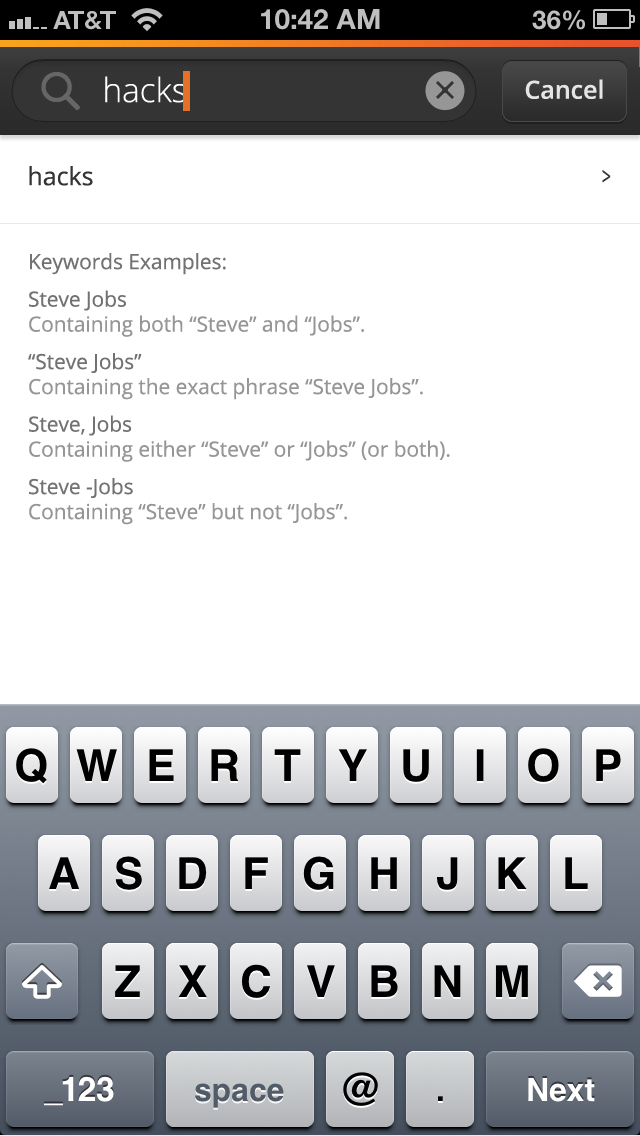 AT&T 10:42 AM 36%
hacks Cancel
hacks >
Keywords Examples:
Steve Jobs
Containing both “Steve” and “Jobs”.
“Steve Jobs”
Containing the exact phrase “Steve Jobs”.
Steve, Jobs
Containing either “Steve” or “Jobs” (or both).
Steve -Jobs
Containing “Steve” but not “Jobs”.
Q W E R T Y U I O P
A S D F G H J K L
Z X C V B N M
_123 space @ . Next